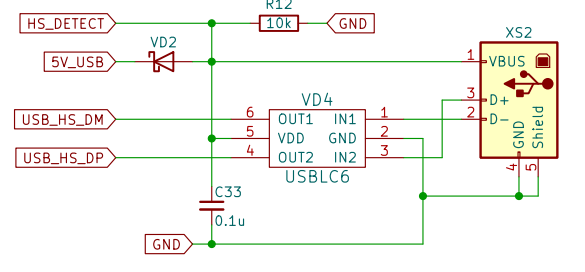 R12
HS_DETECT 10k GND
XS2
VD2
5V_USB 1 VBUS
VD4
3 D+
USB_HS_DM 6 OUT1 IN1 1 2 D-
5 VDD GND 2 GND Shield
USB_HS_DP 4 OUT2 IN2 3
USBLC6 4 5
C33
0.1u
GND